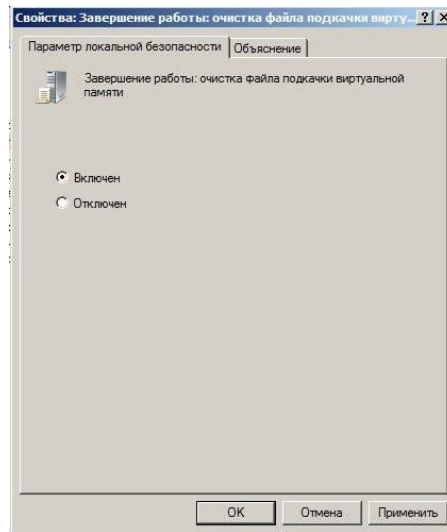 Свойства: Завершение работы: очистка файла подкачки вирту...
Параметр локальной безопасности
Объяснение
Завершение работы: очистка файла подкачки виртуальной
памяти
Включен
Отключен
OK
Отмена
Применить